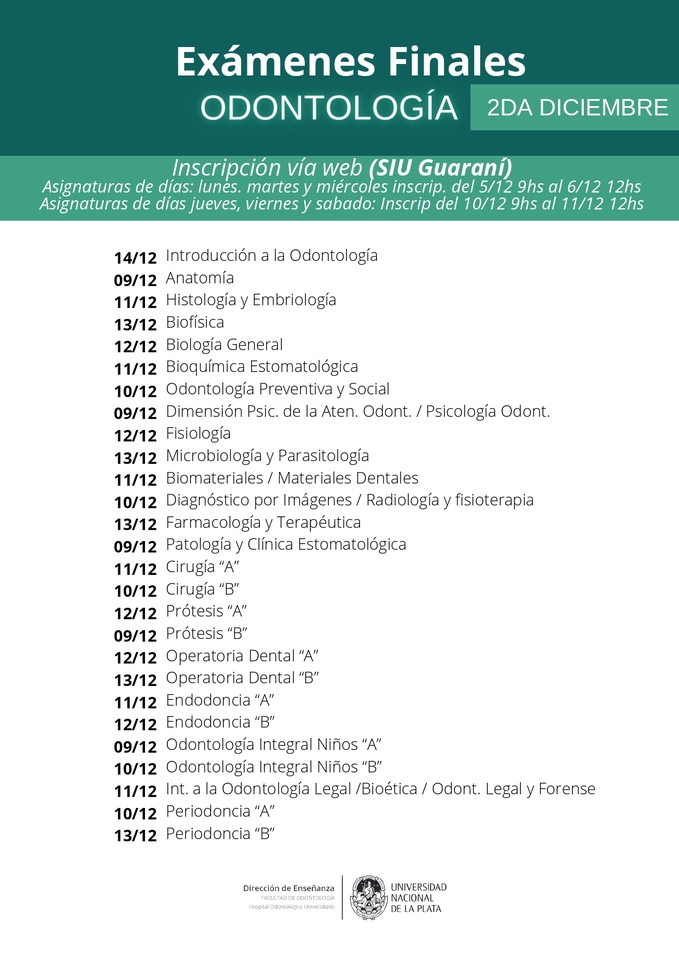 Exámenes Finales
ODONTOLOGÍA
2DA DICIEMBRE
Inscripción vía web (SIU Guaraní)
Asignaturas de días: lunes. martes y miércoles inscrip. del 5/12 9hs al 6/12 12hs
Asignaturas de días jueves, viernes y sabado: Inscrip del 10/12 9hs al 11/12 12hs
14/12 Introducción a la Odontología
09/12 Anatomía
11/12 Histología y Embriología
13/12 Biofísica
12/12 Biología General
11/12 Bioquímica Estomatológica
10/12 Odontología Preventiva y Social
09/12 Dimensión Psic. de la Aten. Odont. / Psicología Odont.
12/12 Fisiología
13/12 Microbiología y Parasitología
11/12 Biomateriales / Materiales Dentales
10/12 Diagnóstico por Imágenes / Radiología y fisioterapia
13/12 Farmacología y Terapéutica
09/12 Patología y Clínica Estomatológica
11/12 Cirugía “A”
10/12 Cirugía “B”
12/12 Prótesis “A”
09/12 Prótesis “B”
12/12 Operatoria Dental “A”
13/12 Operatoria Dental “B”
11/12 Endodoncia “A”
12/12 Endodoncia “B”
09/12 Odontología Integral Niños “A”
10/12 Odontología Integral Niños “B”
11/12 Int. a la Odontología Legal /Bioética / Odont. Legal y Forense
10/12 Periodoncia “A”
13/12 Periodoncia “B”
Dirección de Enseñanza
FACULTAD DE ODONTOLOGÍA
Hospital Odontológico Universitario
UNIVERSIDAD
NACIONAL
DE LA PLATA